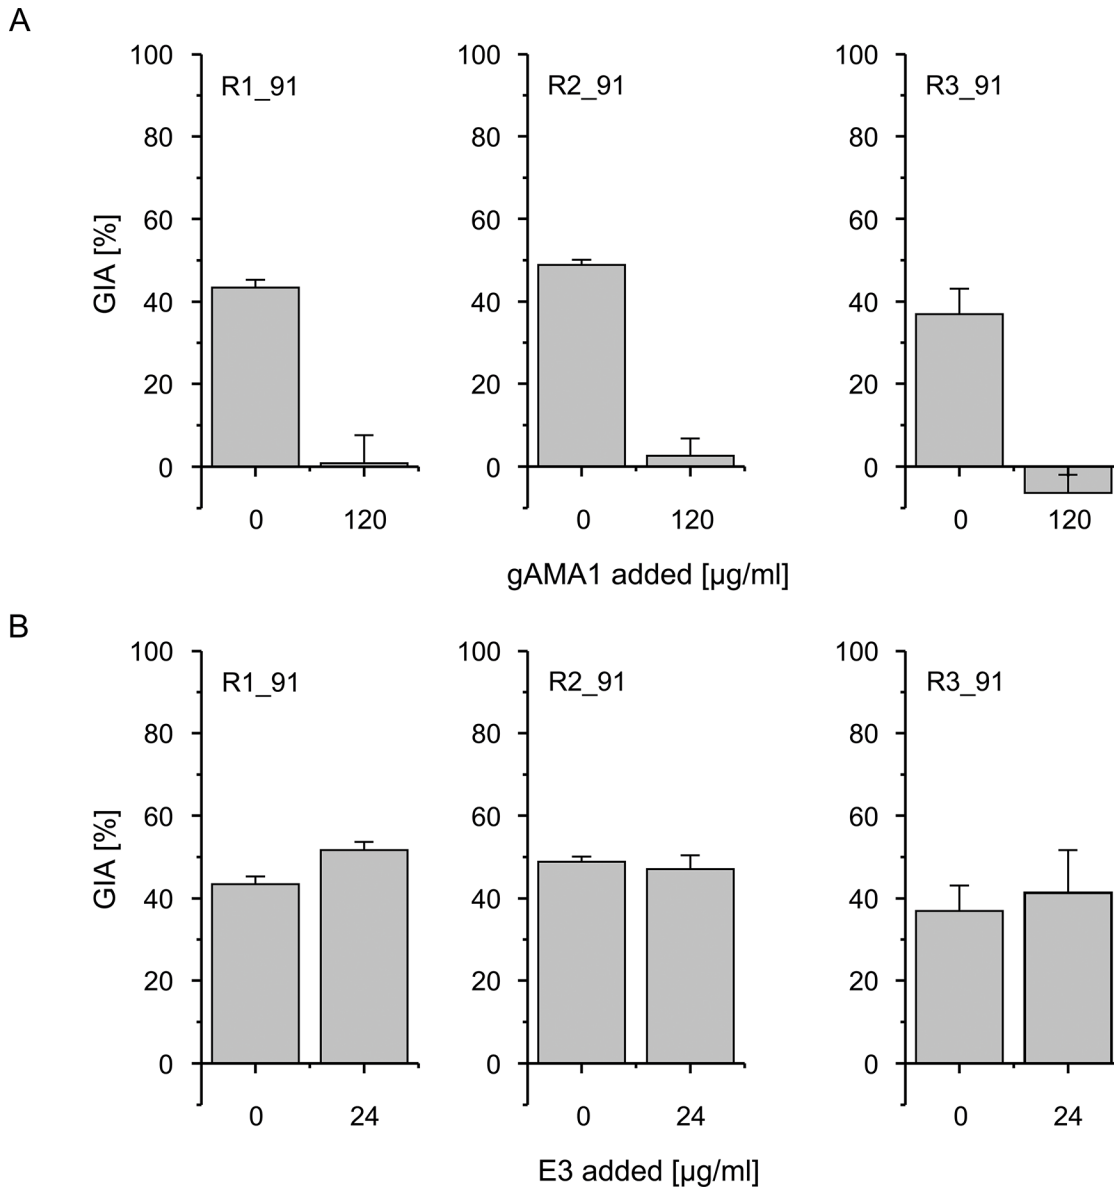 A
100 100 100
R1_91 R2_91 R3_91
80 80 80
60 60 60
GIA [%]
40 40 40
20 20 20
0 0 0
0 120 0 120 0 120
gAMA1 added [µg/ml]
B
100 100 100
R1_91 R2_91 R3_91
80 80 80
60 60 60
GIA [%]
40 40 40
20 20 20
0 0 0
0 24 0 24 0 24
E3 added [µg/ml]